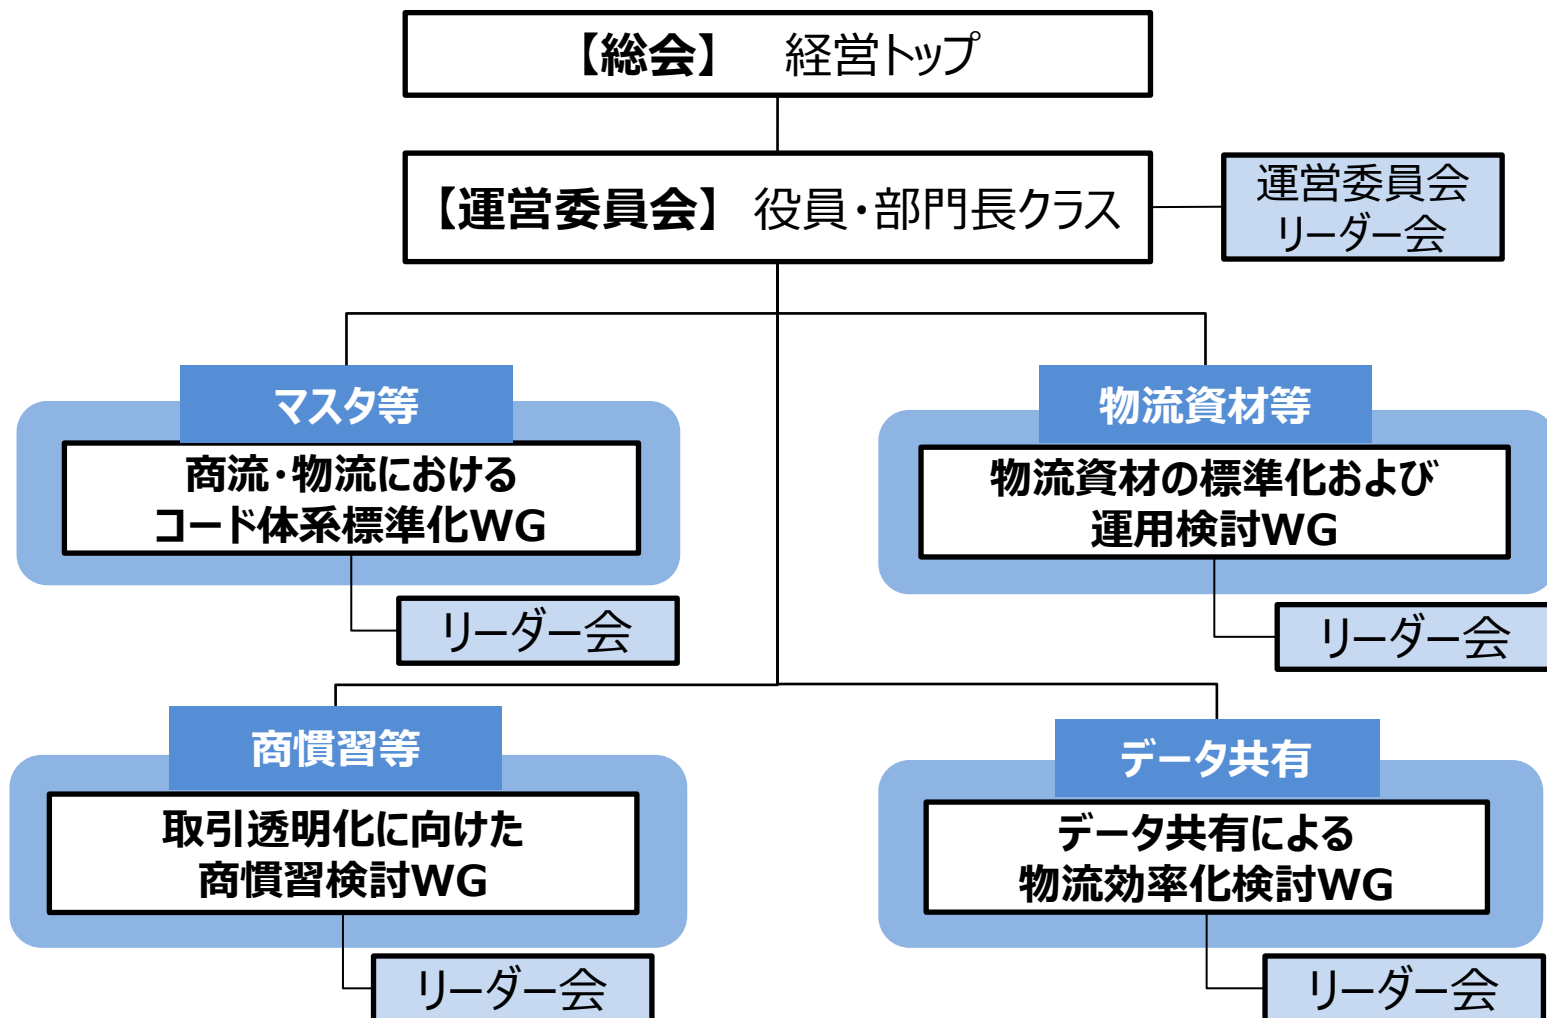 【総会】 経営トップ
【運営委員会】 役員・部門長クラス
運営委員会
リーダー会
マスタ等
商流・物流における
コード体系標準化WG
リーダー会
物流資材等
物流資材の標準化および
運用検討WG
リーダー会
商慣習等
取引透明化に向けた
商慣習検討WG
リーダー会
データ共有
データ共有による
物流効率化検討WG
リーダー会